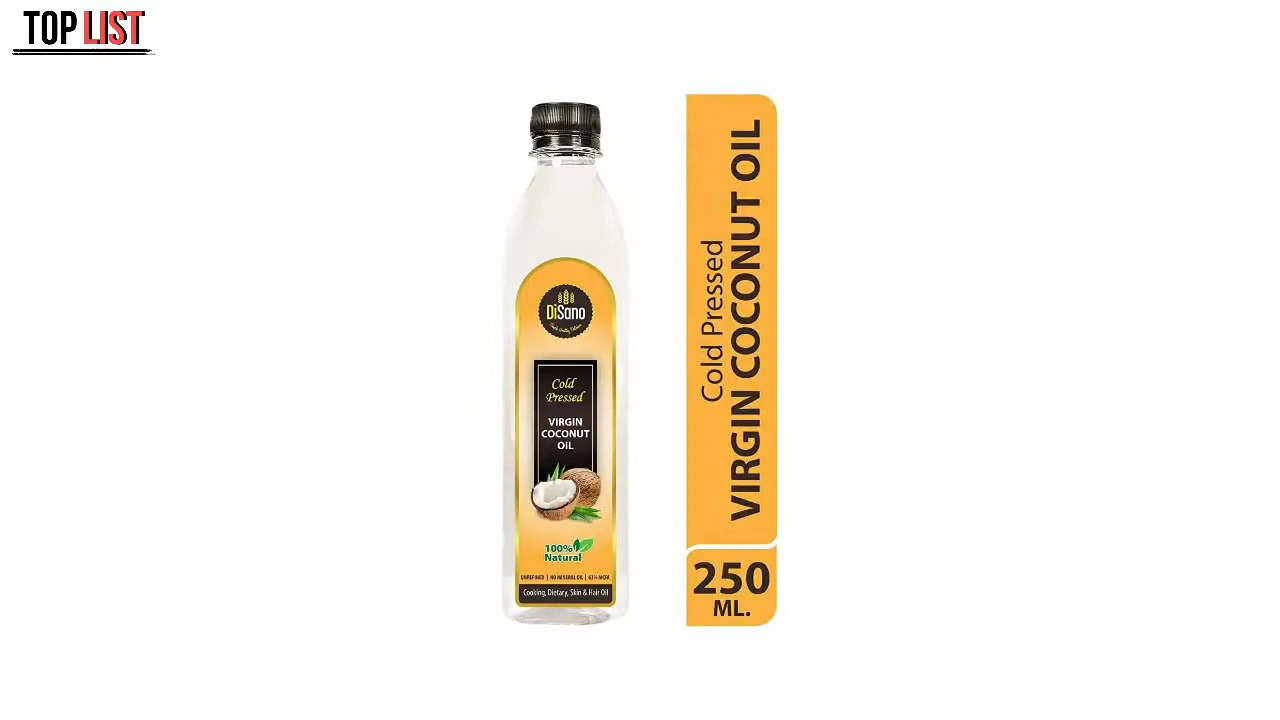 TOP LIST
DiSano
Cold
Pressed
VIRGIN
COCONUT
OIL
100%
Natural
UNREFINED | NO MINERAL OIL |
Cooking, Dietary, Skin & Hair Oil
Cold Pressed
VIRGIN COCONUT OIL
250
ML.